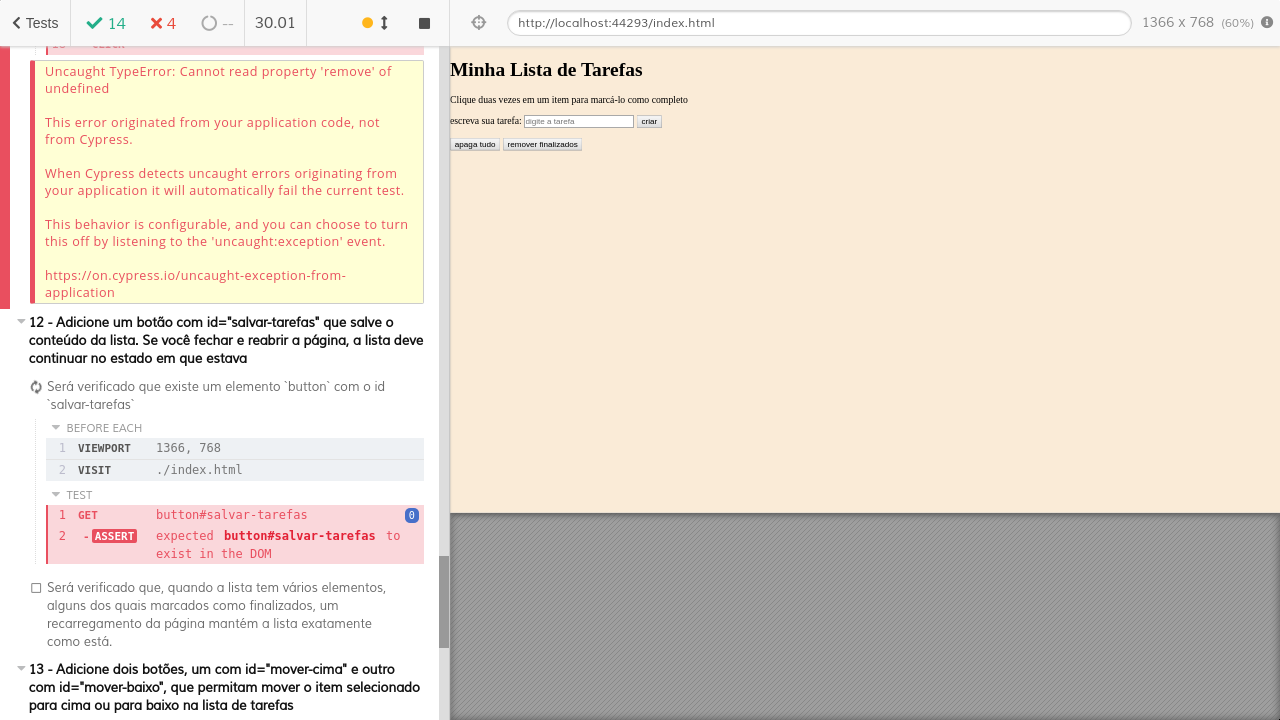 Tests
14
4
--
30.01
http://localhost:44293/index.html
1366 x 768 (60%)
Uncaught TypeError: Cannot read property 'remove' of
undefined
This error originated from your application code, not
from Cypress.
When Cypress detects uncaught errors originating from
your application it will automatically fail the current test.
This behavior is configurable, and you can choose to turn
this off by listening to the 'uncaught:exception' event.
https://on.cypress.io/uncaught-exception-from-
application
12 - Adicione um botão com id="salvar-tarefas" que salve o
conteúdo da lista. Se você fechar e reabrir a página, a lista deve
continuar no estado em que estava
Será verificado que existe um elemento `button` com o id
`salvar-tarefas`
BEFORE EACH
1 VIEWPORT 1366, 768
2 VISIT ./index.html
TEST
1 GET button#salvar-tarefas 0
2 -ASSERT expected button#salvar-tarefas to
exist in the DOM
Será verificado que, quando a lista tem vários elementos,
alguns dos quais marcados como finalizados, um
recarregamento da página mantém a lista exatamente
como está.
13 - Adicione dois botões, um com id="mover-cima" e outro
com id="mover-baixo", que permitam mover o item selecionado
para cima ou para baixo na lista de tarefas
Minha Lista de Tarefas
Clique duas vezes em um item para marcá-lo como completo
escreva sua tarefa: digite a tarefa criar
apaga tudo remover finalizados